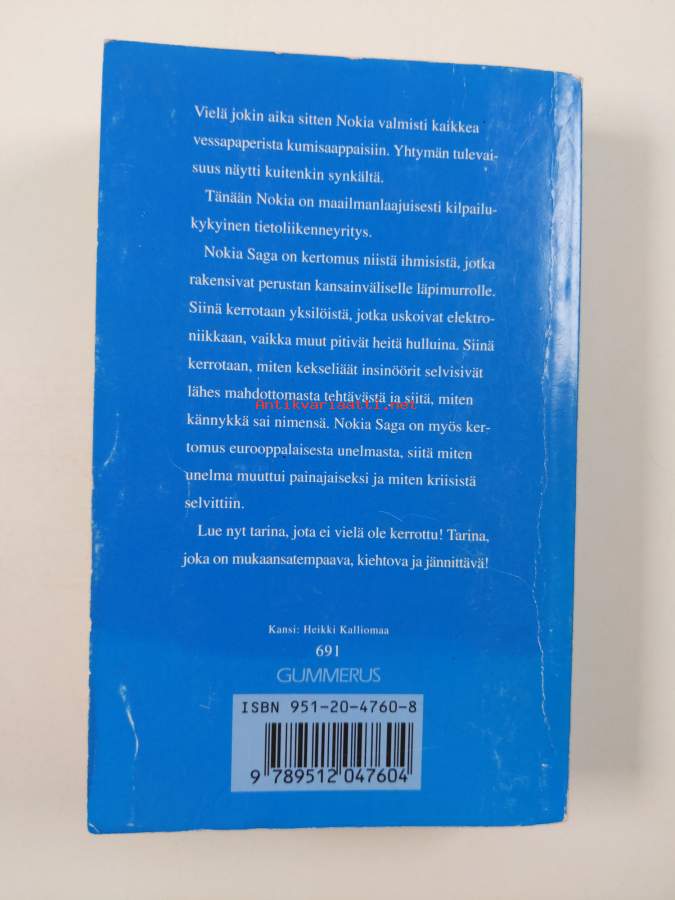 Vielä jokin aika sitten Nokia valmisti kaikkea
vessapaperista kumisaappaisiin. Yhtymän tulevai-
suus näytti kuitenkin synkältä.
Tänään Nokia on maailmanlaajuisesti kilpailu-
kykyinen tietoliikenneyritys.
Nokia Saga on kertomus niistä ihmisistä, jotka
rakensivat perustan kansainväliselle läpimurrolle.
Siinä kerrotaan yksilöistä, jotka uskoivat elektro-
niikkaan, vaikka muut pitivät heitä hulluina. Siinä
kerrotaan, miten kekseliäät insinöörit selvisivät
lähes mahdottomasta tehtävästä ja siitä, miten
Antikvariaatti.net
kännykkä sai nimensä. Nokia Saga on myös ker-
tomus eurooppalaisesta unelmasta, siitä miten
unelma muuttui painajaiseksi ja miten kriisistä
selvittiin.
Lue nyt tarina, jota ei vielä ole kerrottu! Tarina,
joka on mukaansatempaava, kiehtova ja jännittävä!
Kansi: Heikki Kalliomaa
691
GUMMERUS
ISBN 951-20-4760-8
9 789512 047604